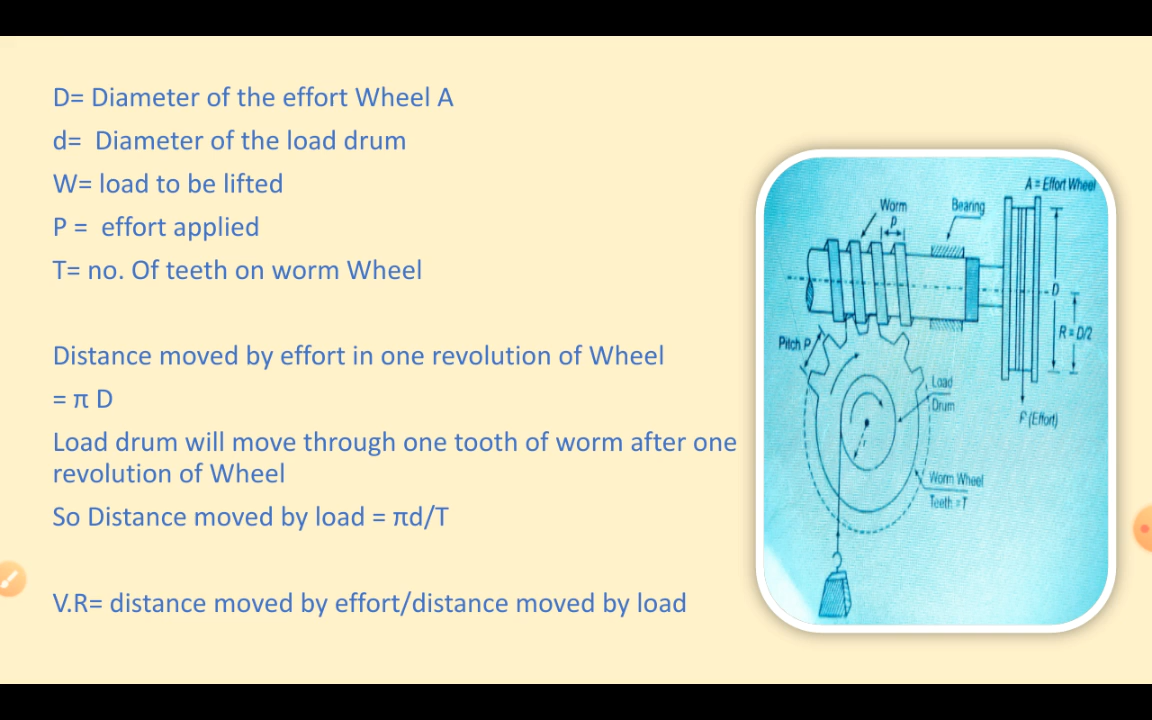 D= Diameter of the effort Wheel A
d= Diameter of the load drum
W= load to be lifted
P = effort applied
T= no. Of teeth on worm Wheel
Distance moved by effort in one revolution of Wheel
= π D
Load drum will move through one tooth of worm after one
revolution of Wheel
So Distance moved by load = πd/T
V.R= distance moved by effort/distance moved by load
A = Effort Wheel
Worm
Bearing
p
D
R = D/2
Pitch P
Load
Drum
P (Effort)
r
Worm Wheel
Teeth = T